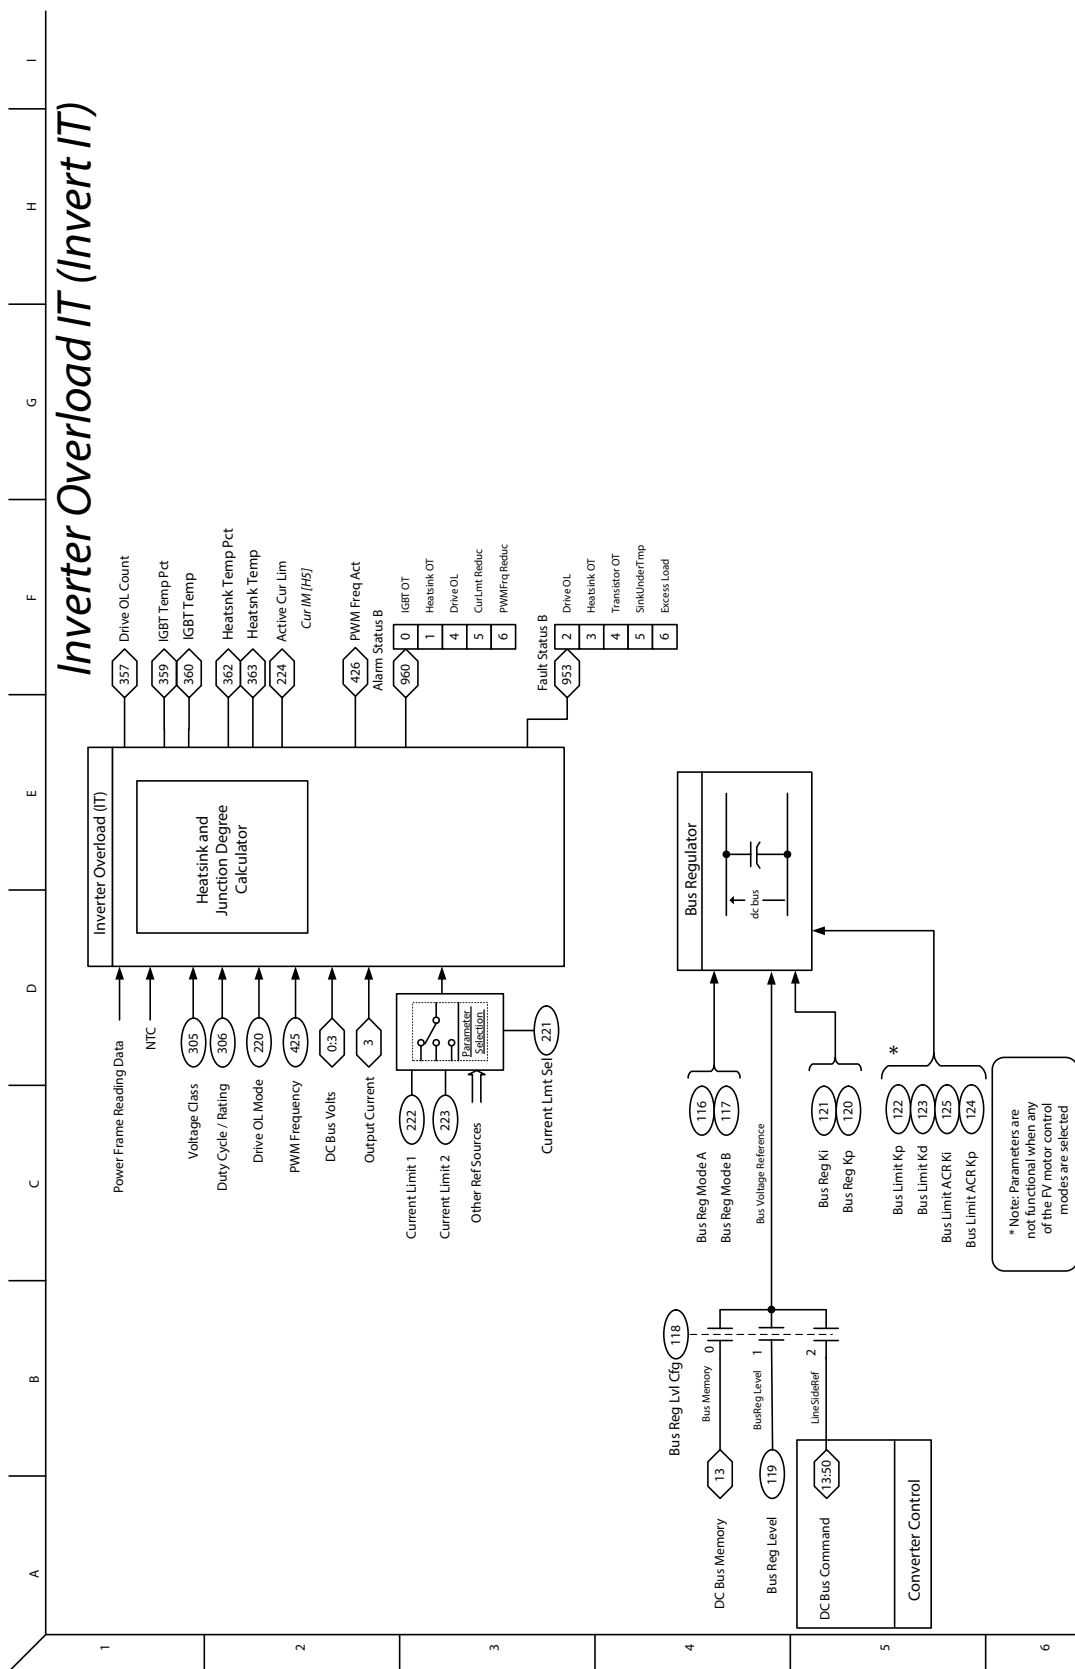 A
B
C
D
E
F
G
H
I
1
2
3
4
5
6
Inverter Overload IT (Invert IT)
Power Frame Reading Data
NTC
Voltage Class
305
Duty Cycle / Rating
306
Drive OL Mode
220
PWM Frequency
425
DC Bus Volts
0:3
Output Current
3
Current Limit 1
222
Current Limit 2
223
Other Ref Sources
Parameter
Selection
Current Lmt Sel
221
Inverter Overload (IT)
Heatsink and
Junction Degree
Calculator
357
Drive OL Count
359
IGBT Temp Pct
360
IGBT Temp
362
Heatsnk Temp Pct
363
Heatsnk Temp
224
Active Cur Lim
Cur IM [H5]
426
PWM Freq Act
Alarm Status B
960
0
IGBT OT
1
Heatsink OT
4
Drive OL
5
CurLmt Reduc
6
PWMFrq Reduc
Fault Status B
953
2
Drive OL
3
Heatsink OT
4
Transistor OT
5
SinkUnderTmp
6
Excess Load
Bus Reg Lvl Cfg
118
DC Bus Memory
13
Bus Memory
0
Bus Reg Level
119
BusReg Level
1
DC Bus Command
13:50
LineSideRef
2
Converter Control
Bus Reg Mode A
116
Bus Reg Mode B
117
Bus Voltage Reference
Bus Reg Ki
121
Bus Reg Kp
120
*
Bus Limit Kp
122
Bus Limit Kd
123
Bus Limit ACR Ki
125
Bus Limit ACR Kp
124
Bus Regulator
dc bus
* Note: Parameters are
not functional when any
of the FV motor control
modes are selected